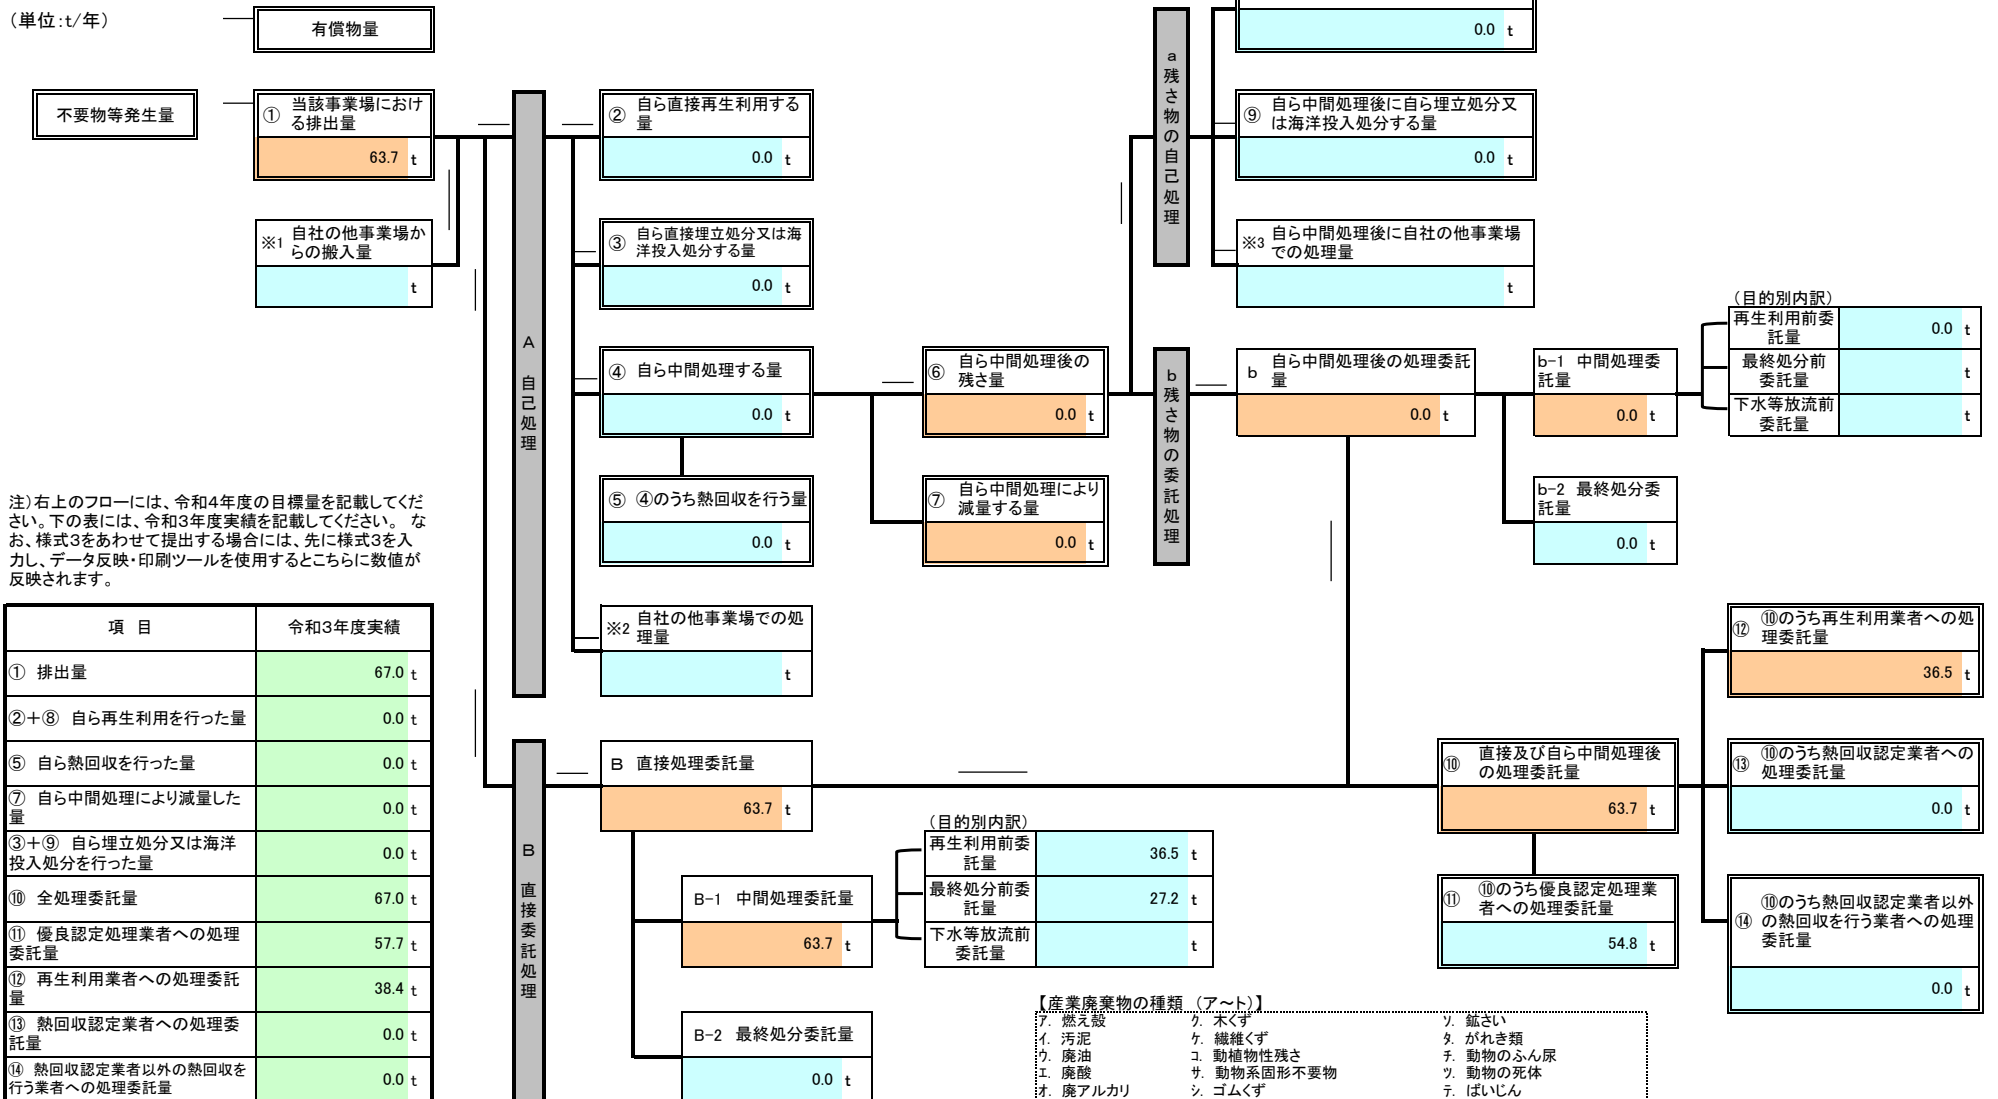 （単位：t/年）
有償物量
不要物等発生量
① 当該事業場におけ
る排出量
63.7 t
※1 自社の他事業場か
らの搬入量
t
A
自己処理
② 自ら直接再生利用する
量
0.0 t
③ 自ら直接埋立処分又は海
洋投入処分する量
0.0 t
④ 自ら中間処理する量
0.0 t
⑤ ④のうち熱回収を行う量
0.0 t
※2 自社の他事業場での処
理量
t
⑥ 自ら中間処理後の
残さ量
0.0 t
⑦ 自ら中間処理により
減量する量
0.0 t
a
残さ物の自己処理
0.0 t
⑨ 自ら中間処理後に自ら埋立処分又
は海洋投入処分する量
0.0 t
※3 自ら中間処理後に自社の他事業場
での処理量
t
b
残さ物の委託処理
b 自ら中間処理後の処理委託
量
0.0 t
b-1 中間処理委
託量
0.0 t
b-2 最終処分委
託量
0.0 t
（目的別内訳）
再生利用前委
託量
0.0 t
最終処分前
委託量
t
下水等放流前
委託量
t
注）右上のフローには、令和４年度の目標量を記載してくだ
さい。下の表には、令和３年度実績を記載してください。 な
お、様式３をあわせて提出する場合には、先に様式３を入
力し、データ反映・印刷ツールを使用するとこちらに数値が
反映されます。
項 目 令和３年度実績
① 排出量 67.0 t
②＋⑧ 自ら再生利用を行った量 0.0 t
⑤ 自ら熱回収を行った量 0.0 t
⑦ 自ら中間処理により減量した
量 0.0 t
③＋⑨ 自ら埋立処分又は海洋
投入処分を行った量 0.0 t
⑩ 全処理委託量 67.0 t
⑪ 優良認定処理業者への処理
委託量 57.7 t
⑫ 再生利用業者への処理委託
量 38.4 t
⑬ 熱回収認定業者への処理委
託量 0.0 t
⑭ 熱回収認定業者以外の熱回収を
行う業者への処理委託量 0.0 t
B
直接委託処理
B 直接処理委託量
63.7 t
B-1 中間処理委託量
63.7 t
B-2 最終処分委託量
0.0 t
（目的別内訳）
再生利用前委
託量
36.5 t
最終処分前委
託量
27.2 t
下水等放流前
委託量
t
⑩ 直接及び自ら中間処理後
の処理委託量
63.7 t
⑪ ⑩のうち優良認定処理業
者への処理委託量
54.8 t
⑫ ⑩のうち再生利用業者への処
理委託量
36.5 t
⑬ ⑩のうち熱回収認定業者への
処理委託量
0.0 t
⑭ ⑩のうち熱回収認定業者以外
の熱回収を行う業者への処理
委託量
0.0 t
【産業廃棄物の種類 （ア～ト）】
ア. 燃え殻 ク. 木くず ソ. 鉱さい
イ. 汚泥 ケ. 繊維くず タ. がれき類
ウ. 廃油 コ. 動植物性残さ チ. 動物のふん尿
エ. 廃酸 サ. 動物系固形不要物 ツ. 動物の死体
オ. 廃アルカリ シ. ゴムくず テ. ばいじん